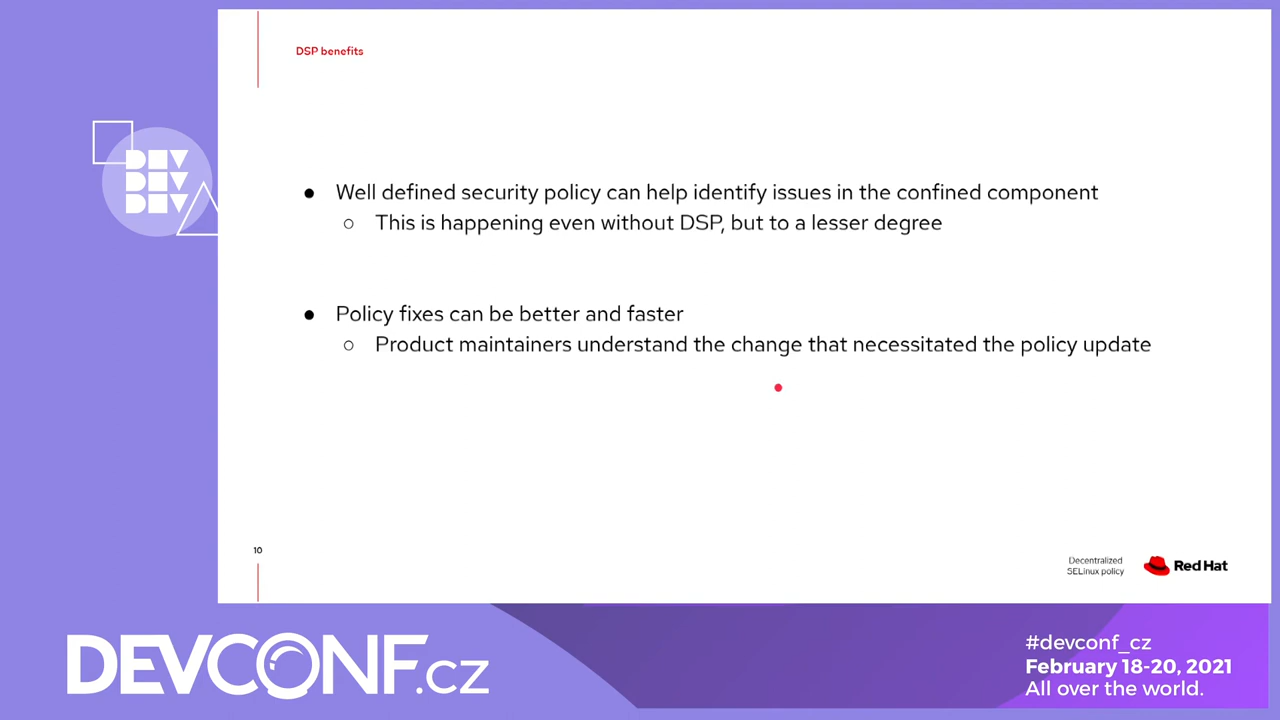 DSP benefits
DEV
DEV
DEV
● Well defined security policy can help identify issues in the confined component
○ This is happening even without DSP, but to a lesser degree
● Policy fixes can be better and faster
○ Product maintainers understand the change that necessitated the policy update
10
Decentralized
SELinux policy
Red Hat
DEVCONF.cz
#devconf_cz
February 18-20, 2021
All over the world.